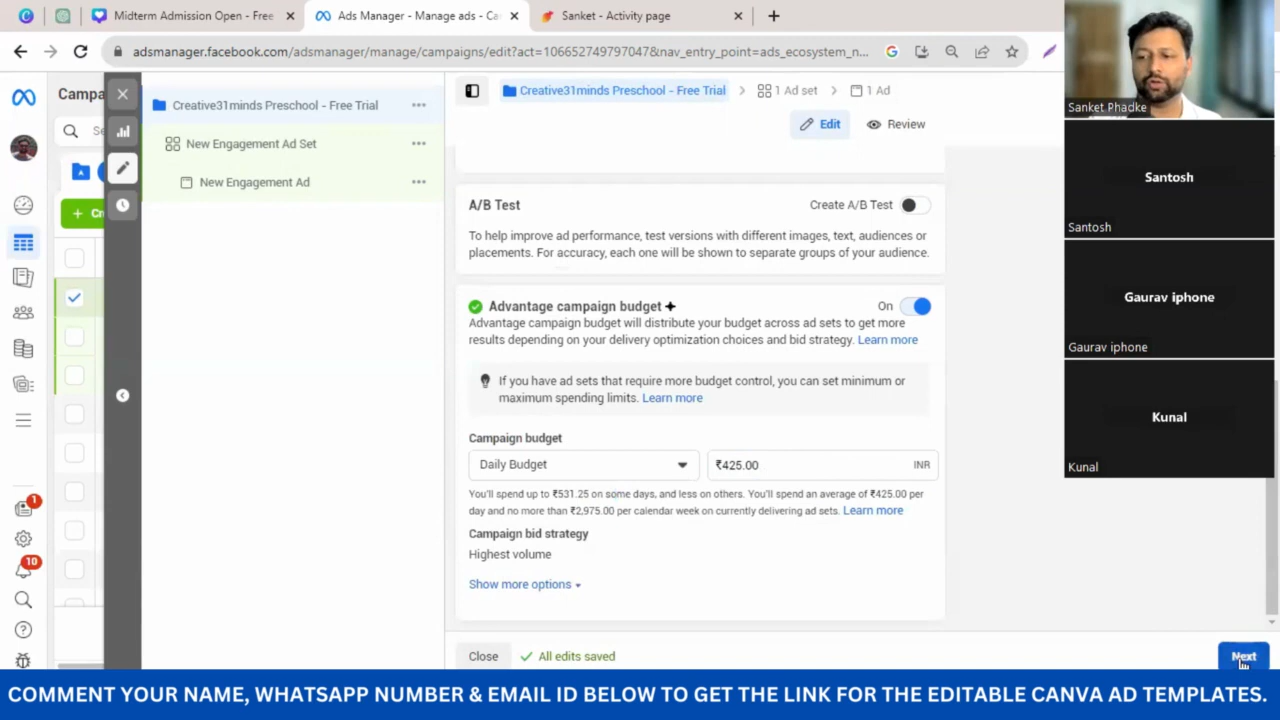 Midterm Admission Open - Free
Ads Manager - Manage ads - Ca
Sanket - Activity page
adsmanager.facebook.com/adsmanager/manage/campaigns/edit?act=106652749797047&nav_entry_point=ads_ecosystem_n...
Campa
Se
Cr
1
10
Creative31minds Preschool - Free Trial
New Engagement Ad Set
New Engagement Ad
Creative31minds Preschool - Free Trial
1 Ad set
1 Ad
Edit
Review
A/B Test
Create A/B Test
To help improve ad performance, test versions with different images, text, audiences or
placements. For accuracy, each one will be shown to separate groups of your audience.
Advantage campaign budget
On
Advantage campaign budget will distribute your budget across ad sets to get more
results depending on your delivery optimization choices and bid strategy. Learn more
If you have ad sets that require more budget control, you can set minimum or
maximum spending limits. Learn more
Campaign budget
Daily Budget
₹425.00
INR
You'll spend up to ₹531.25 on some days, and less on others. You'll spend an average of ₹425.00 per
day and no more than ₹2,975.00 per calendar week on currently delivering ad sets. Learn more
Campaign bid strategy
Highest volume
Show more options
Close
All edits saved
Next
Sanket Phadke
Santosh
Santosh
Gaurav iphone
Gaurav iphone
Kunal
Kunal
COMMENT YOUR NAME, WHATSAPP NUMBER & EMAIL ID BELOW TO GET THE LINK FOR THE EDITABLE CANVA AD TEMPLATES.